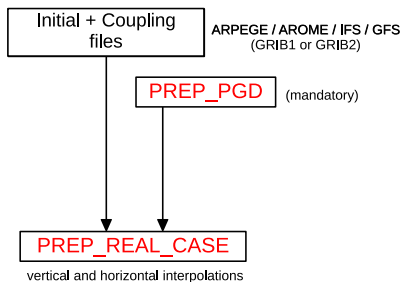 Initial + Coupling
files
ARPEGE / AROME / IFS / GFS
(GRIB1 or GRIB2)
PREP_PGD
(mandatory)
PREP_REAL_CASE
vertical and horizontal interpolations